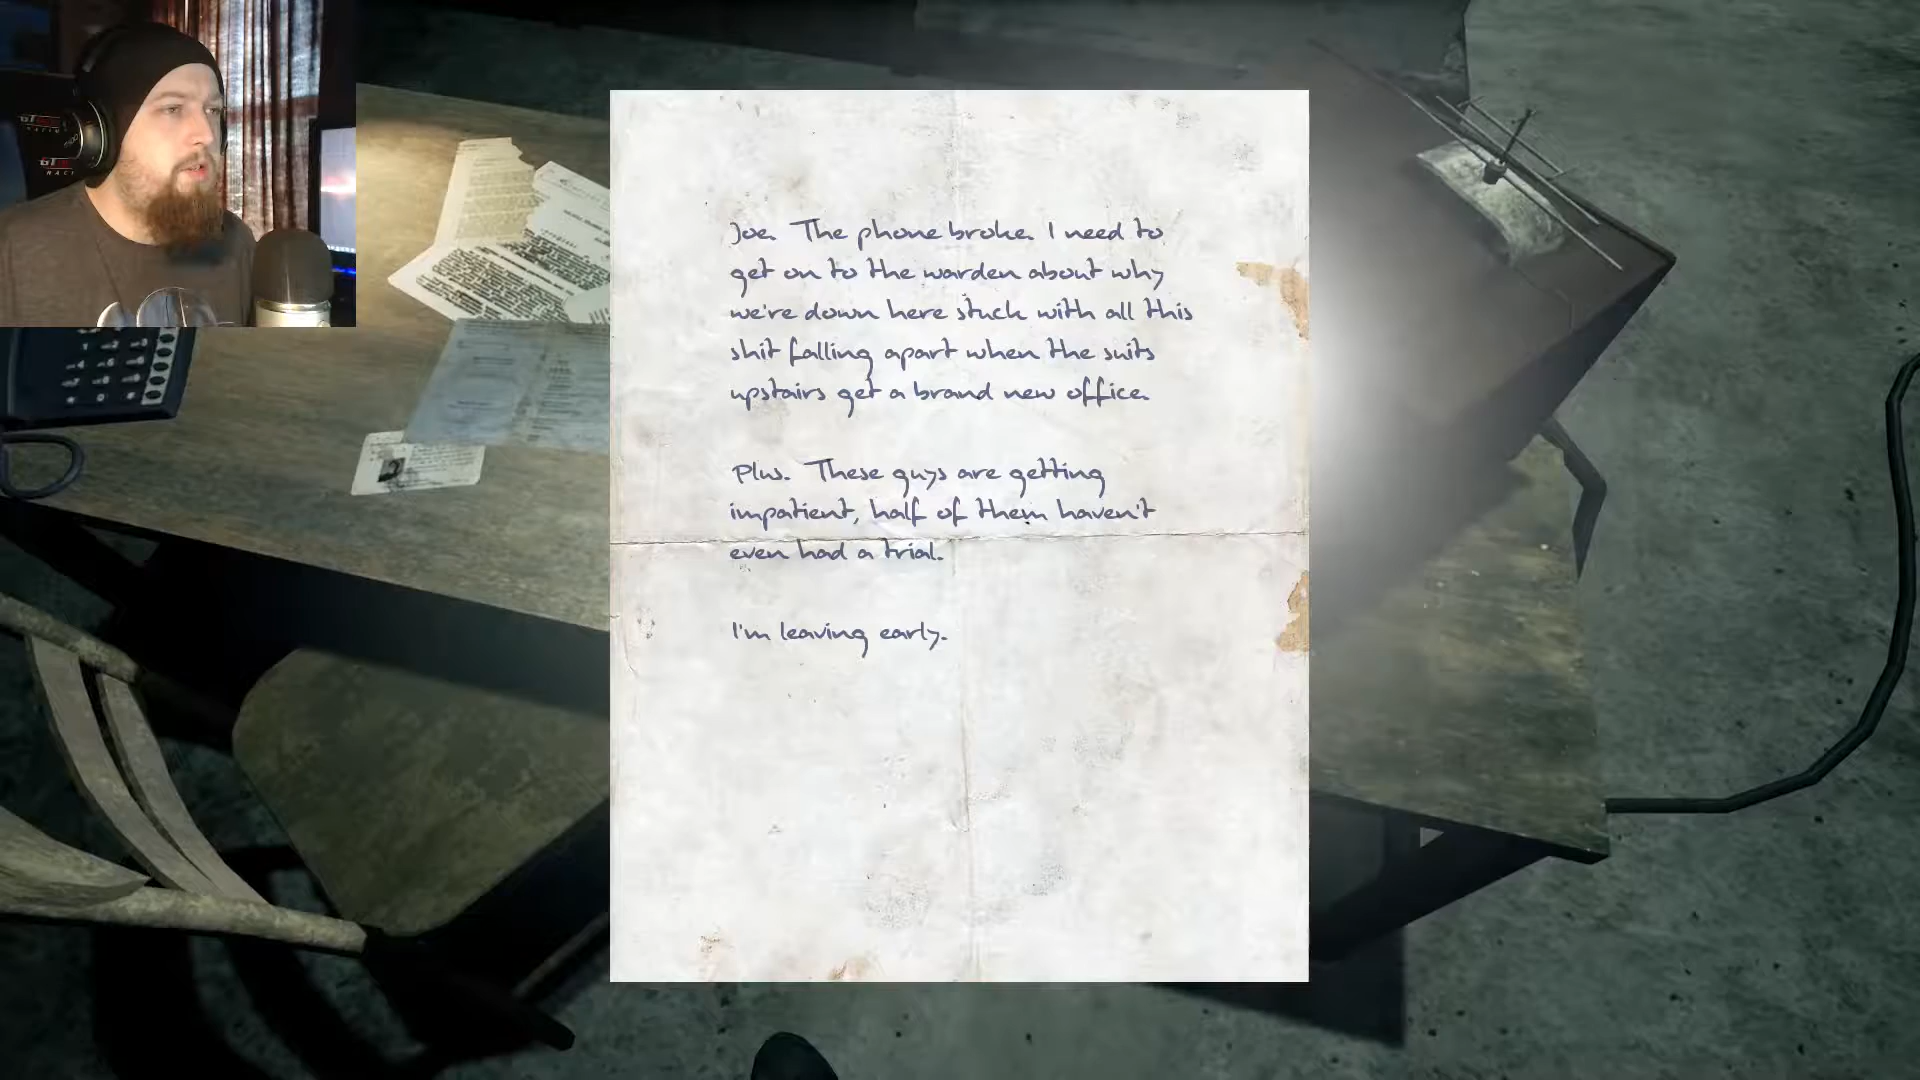 Joe. The phone broke. I need to
get on to the warden about why
we're down here stuck with all this
shit falling apart when the suits
upstairs get a brand new office.
Plus. These guys are getting
impatient, half of them haven't
even had a trial.
I'm leaving early.